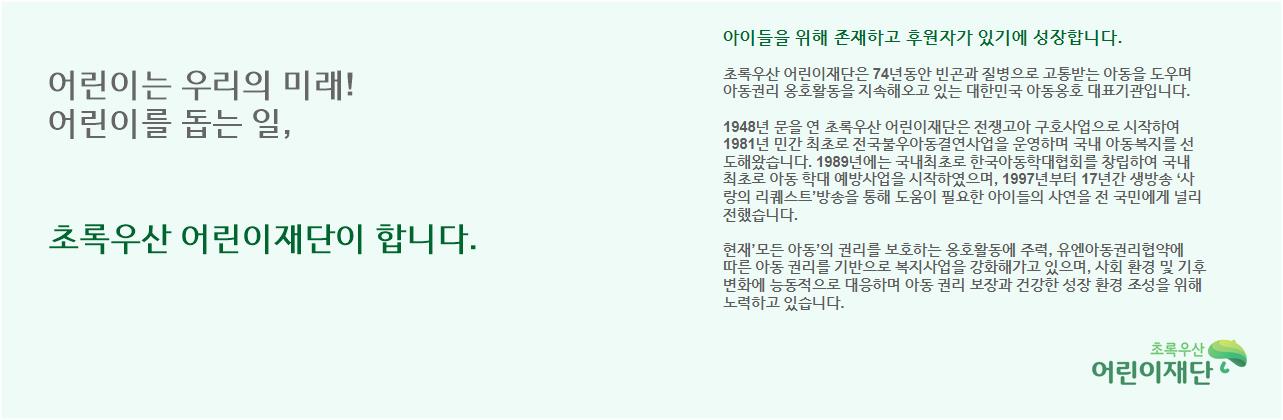 어린이는 우리의 미래!
어린이를 돕는 일,
초록우산 어린이재단이 합니다.
아이들을 위해 존재하고 후원자가 있기에 성장합니다.
초록우산 어린이재단은 74년동안 빈곤과 질병으로 고통받는 아동을 도우며
아동권리 옹호활동을 지속해오고 있는 대한민국 아동옹호 대표기관입니다.
1948년 문을 연 초록우산 어린이재단은 전쟁고아 구호사업으로 시작하여
1981년 민간 최초로 전국불우아동결연사업을 운영하며 국내 아동복지를 선
도해왔습니다. 1989년에는 국내최초로 한국아동학대협회를 창립하여 국내
최초로 아동 학대 예방사업을 시작하였으며, 1997년부터 17년간 생방송 ‘사
랑의 리퀘스트’방송을 통해 도움이 필요한 아이들의 사연을 전 국민에게 널리
전했습니다.
현재’모든 아동’의 권리를 보호하는 옹호활동에 주력, 유엔아동권리협약에
따른 아동 권리를 기반으로 복지사업을 강화해가고 있으며, 사회 환경 및 기후
변화에 능동적으로 대응하며 아동 권리 보장과 건강한 성장 환경 조성을 위해
노력하고 있습니다.
초록우산
어린이재단